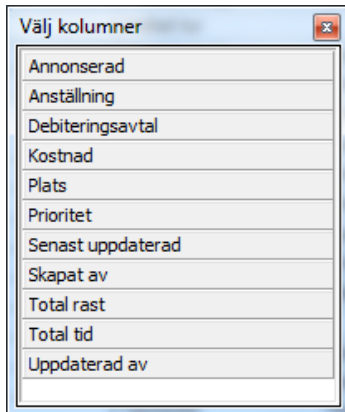 Välj kolumner
Annonserad
Anställning
Debiteringsavtal
Kostnad
Plats
Prioritet
Senast uppdaterad
Skapat av
Total rast
Total tid
Uppdaterad av